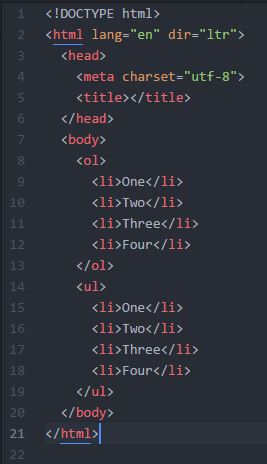 1 <!DOCTYPE html>
2 <html lang="en" dir="ltr">
3   <head>
4     <meta charset="utf-8">
5     <title></title>
6   </head>
7   <body>
8     <ol>
9       <li>One</li>
10       <li>Two</li>
11       <li>Three</li>
12       <li>Four</li>
13     </ol>
14     <ul>
15       <li>One</li>
16       <li>Two</li>
17       <li>Three</li>
18       <li>Four</li>
19     </ul>
20   </body>
21 </html>
22